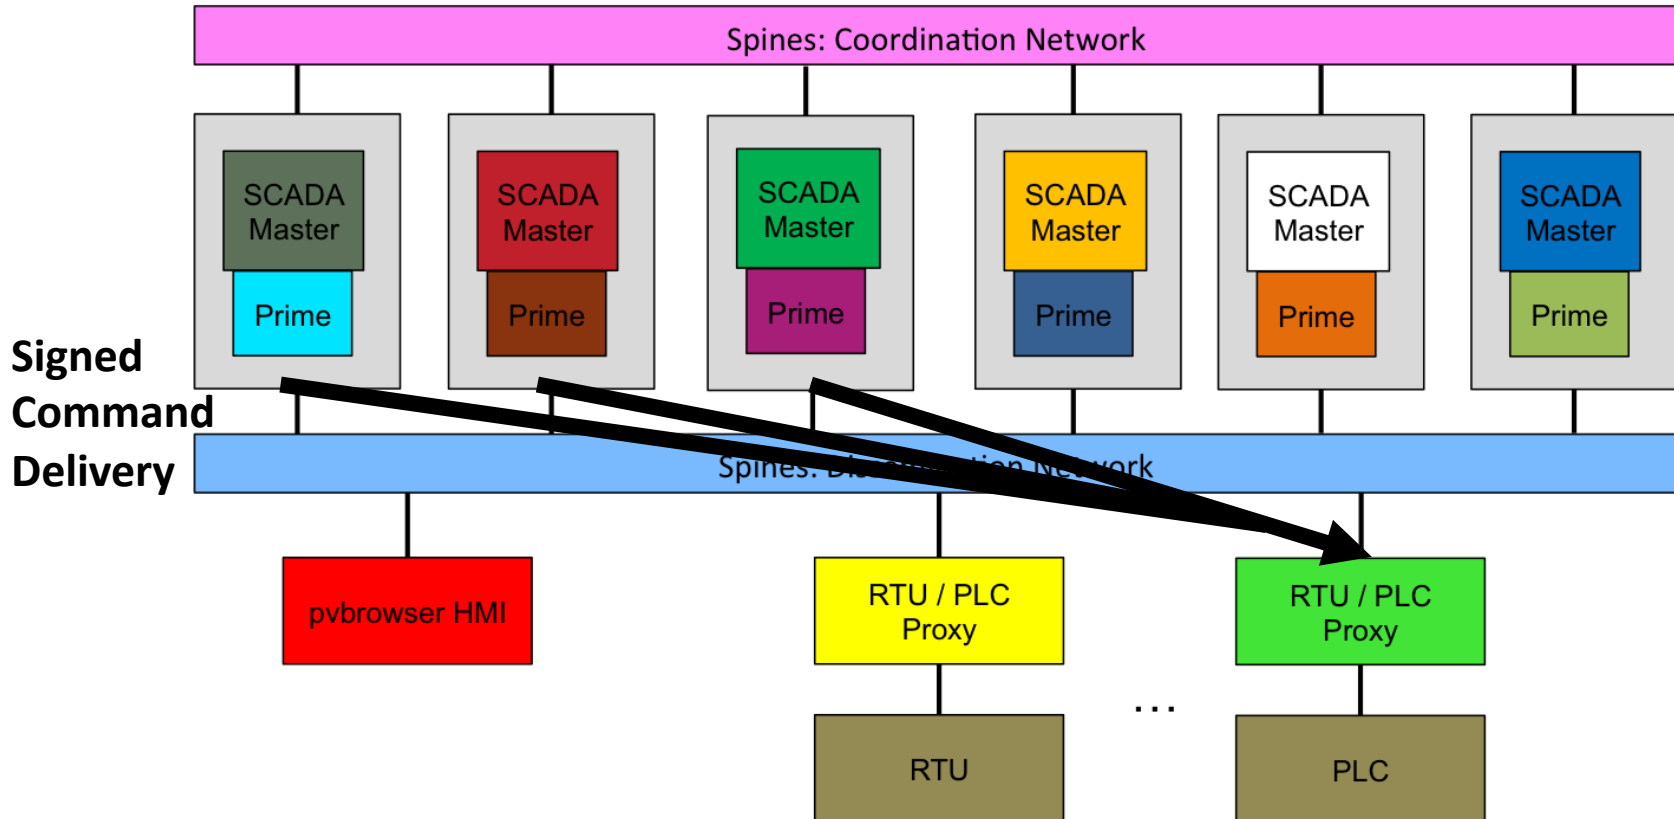 Spines: Coordination Network
SCADA
Master
SCADA
Master
SCADA
Master
SCADA
Master
SCADA
Master
SCADA
Master
Prime
Prime
Prime
Prime
Prime
Prime
Signed
Command
Delivery
Spines: Network
pvbrowser HMI
RTU / PLC
Proxy
RTU / PLC
Proxy
...
RTU
PLC